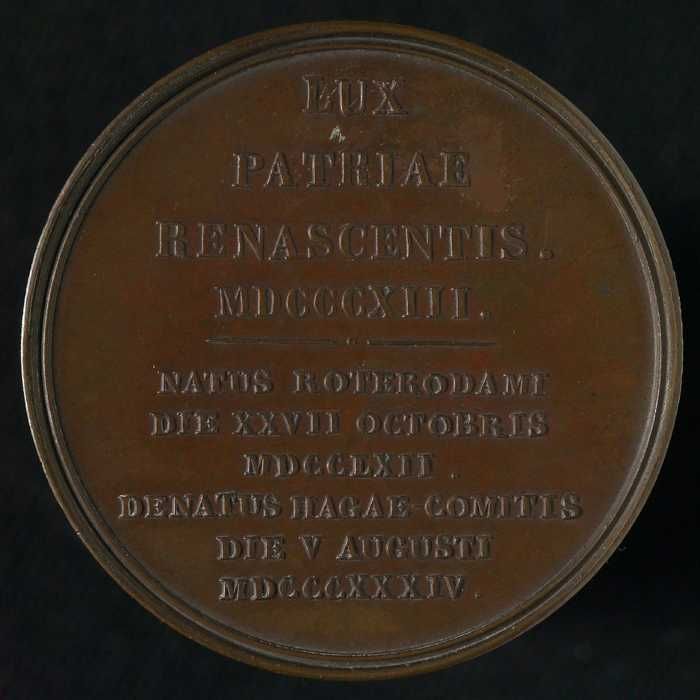 LUX
PATRIAE
RENASCENTIS.
MDCCCXIII.
NATUS ROTERODAMI
DIE XXVII OCTOBRIS
MDCCLXII.
DENATUS HAGAE-COMITIS
DIE V AUGUSTI
MDCCCXXXIV.